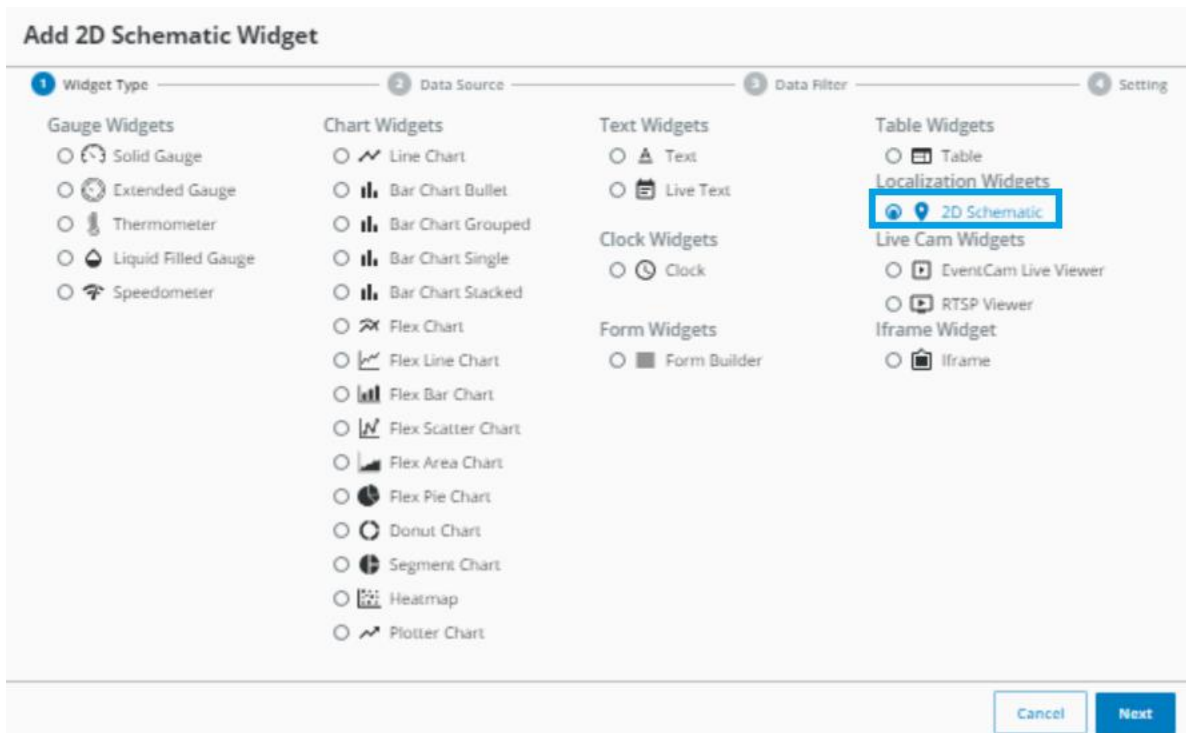 Add 2D Schematic Widget
1 Widget Type
2 Data Source
3 Data Filter
4 Setting
Gauge Widgets
Solid Gauge
Extended Gauge
Thermometer
Liquid Filled Gauge
Speedometer
Chart Widgets
Line Chart
Bar Chart Bullet
Bar Chart Grouped
Bar Chart Single
Bar Chart Stacked
Flex Chart
Flex Line Chart
Flex Bar Chart
Flex Scatter Chart
Flex Area Chart
Flex Pie Chart
Donut Chart
Segment Chart
Heatmap
Plotter Chart
Text Widgets
Text
Live Text
Clock Widgets
Clock
Form Widgets
Form Builder
Table Widgets
Table
Localization Widgets
2D Schematic
Live Cam Widgets
EventCam Live Viewer
RTSP Viewer
Iframe Widget
Iframe
Cancel
Next